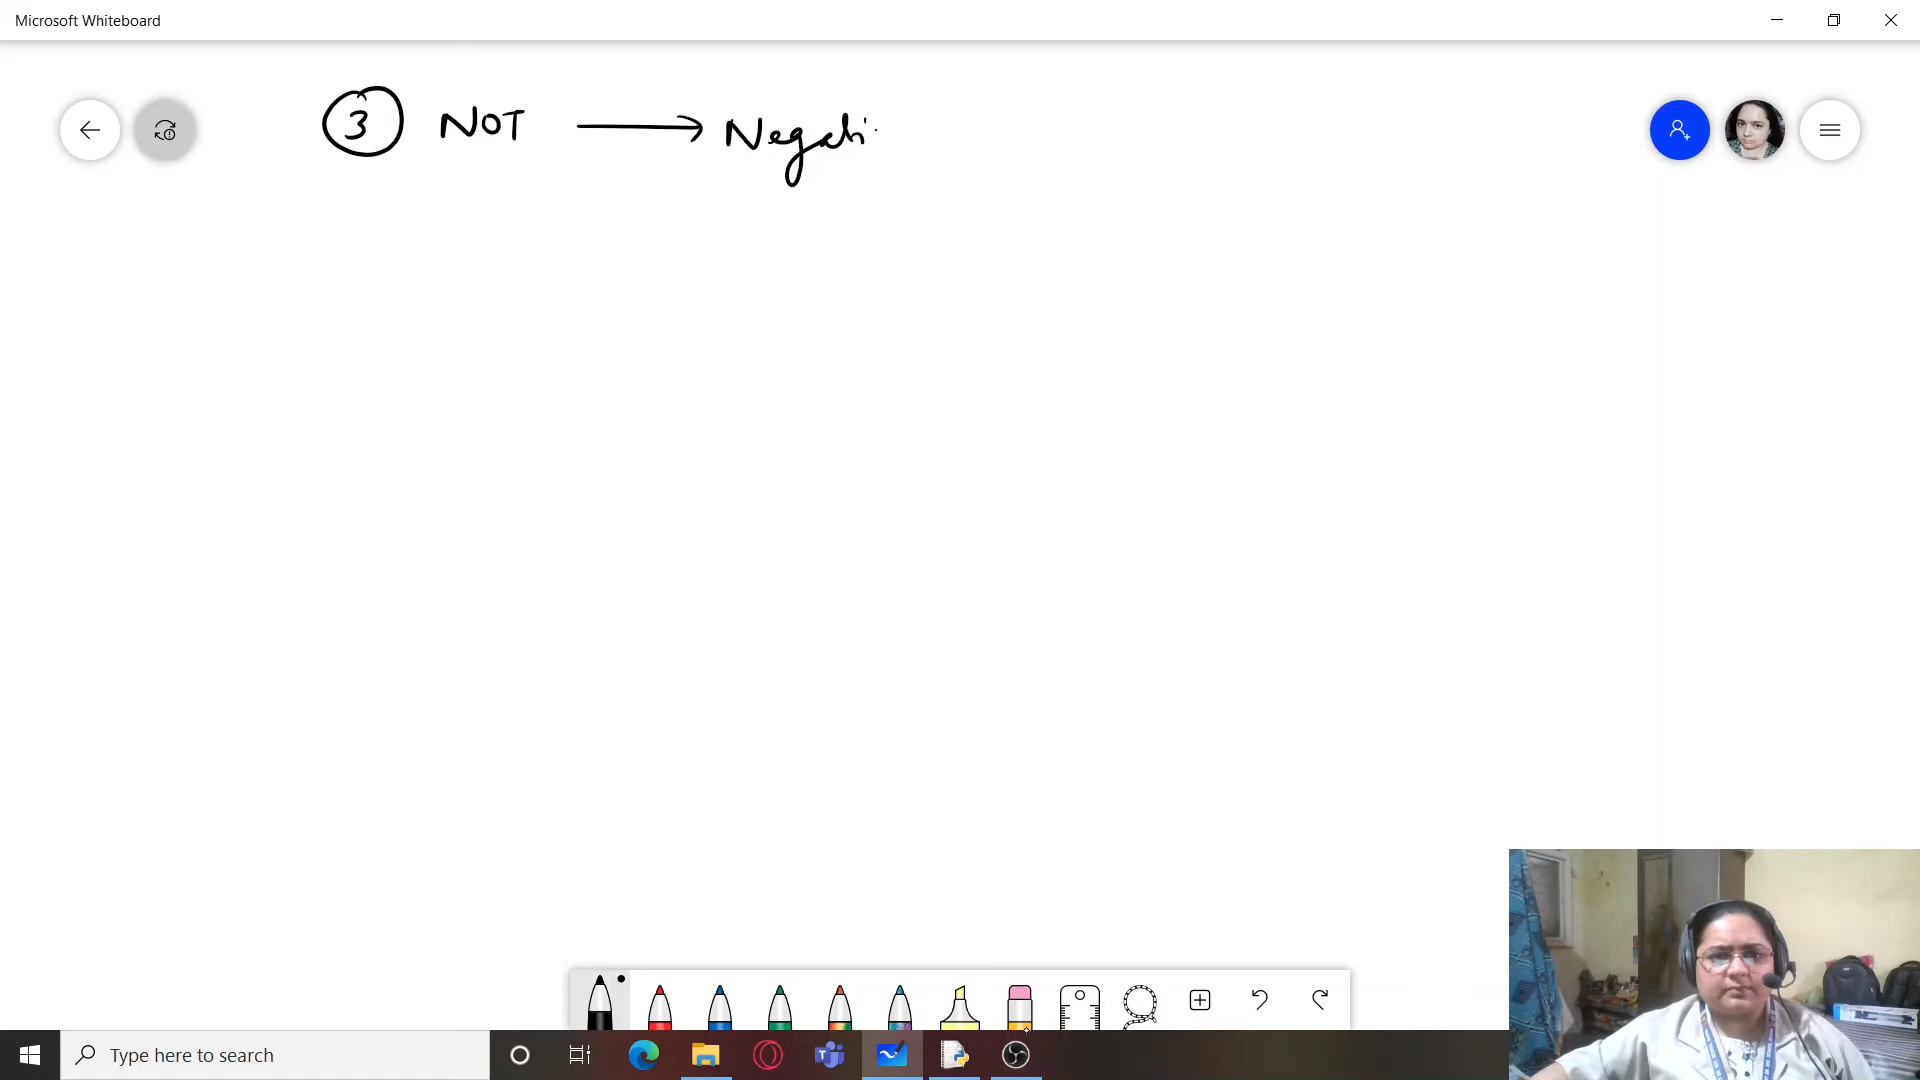 Microsoft Whiteboard
3 NOT → Negati
Type here to search